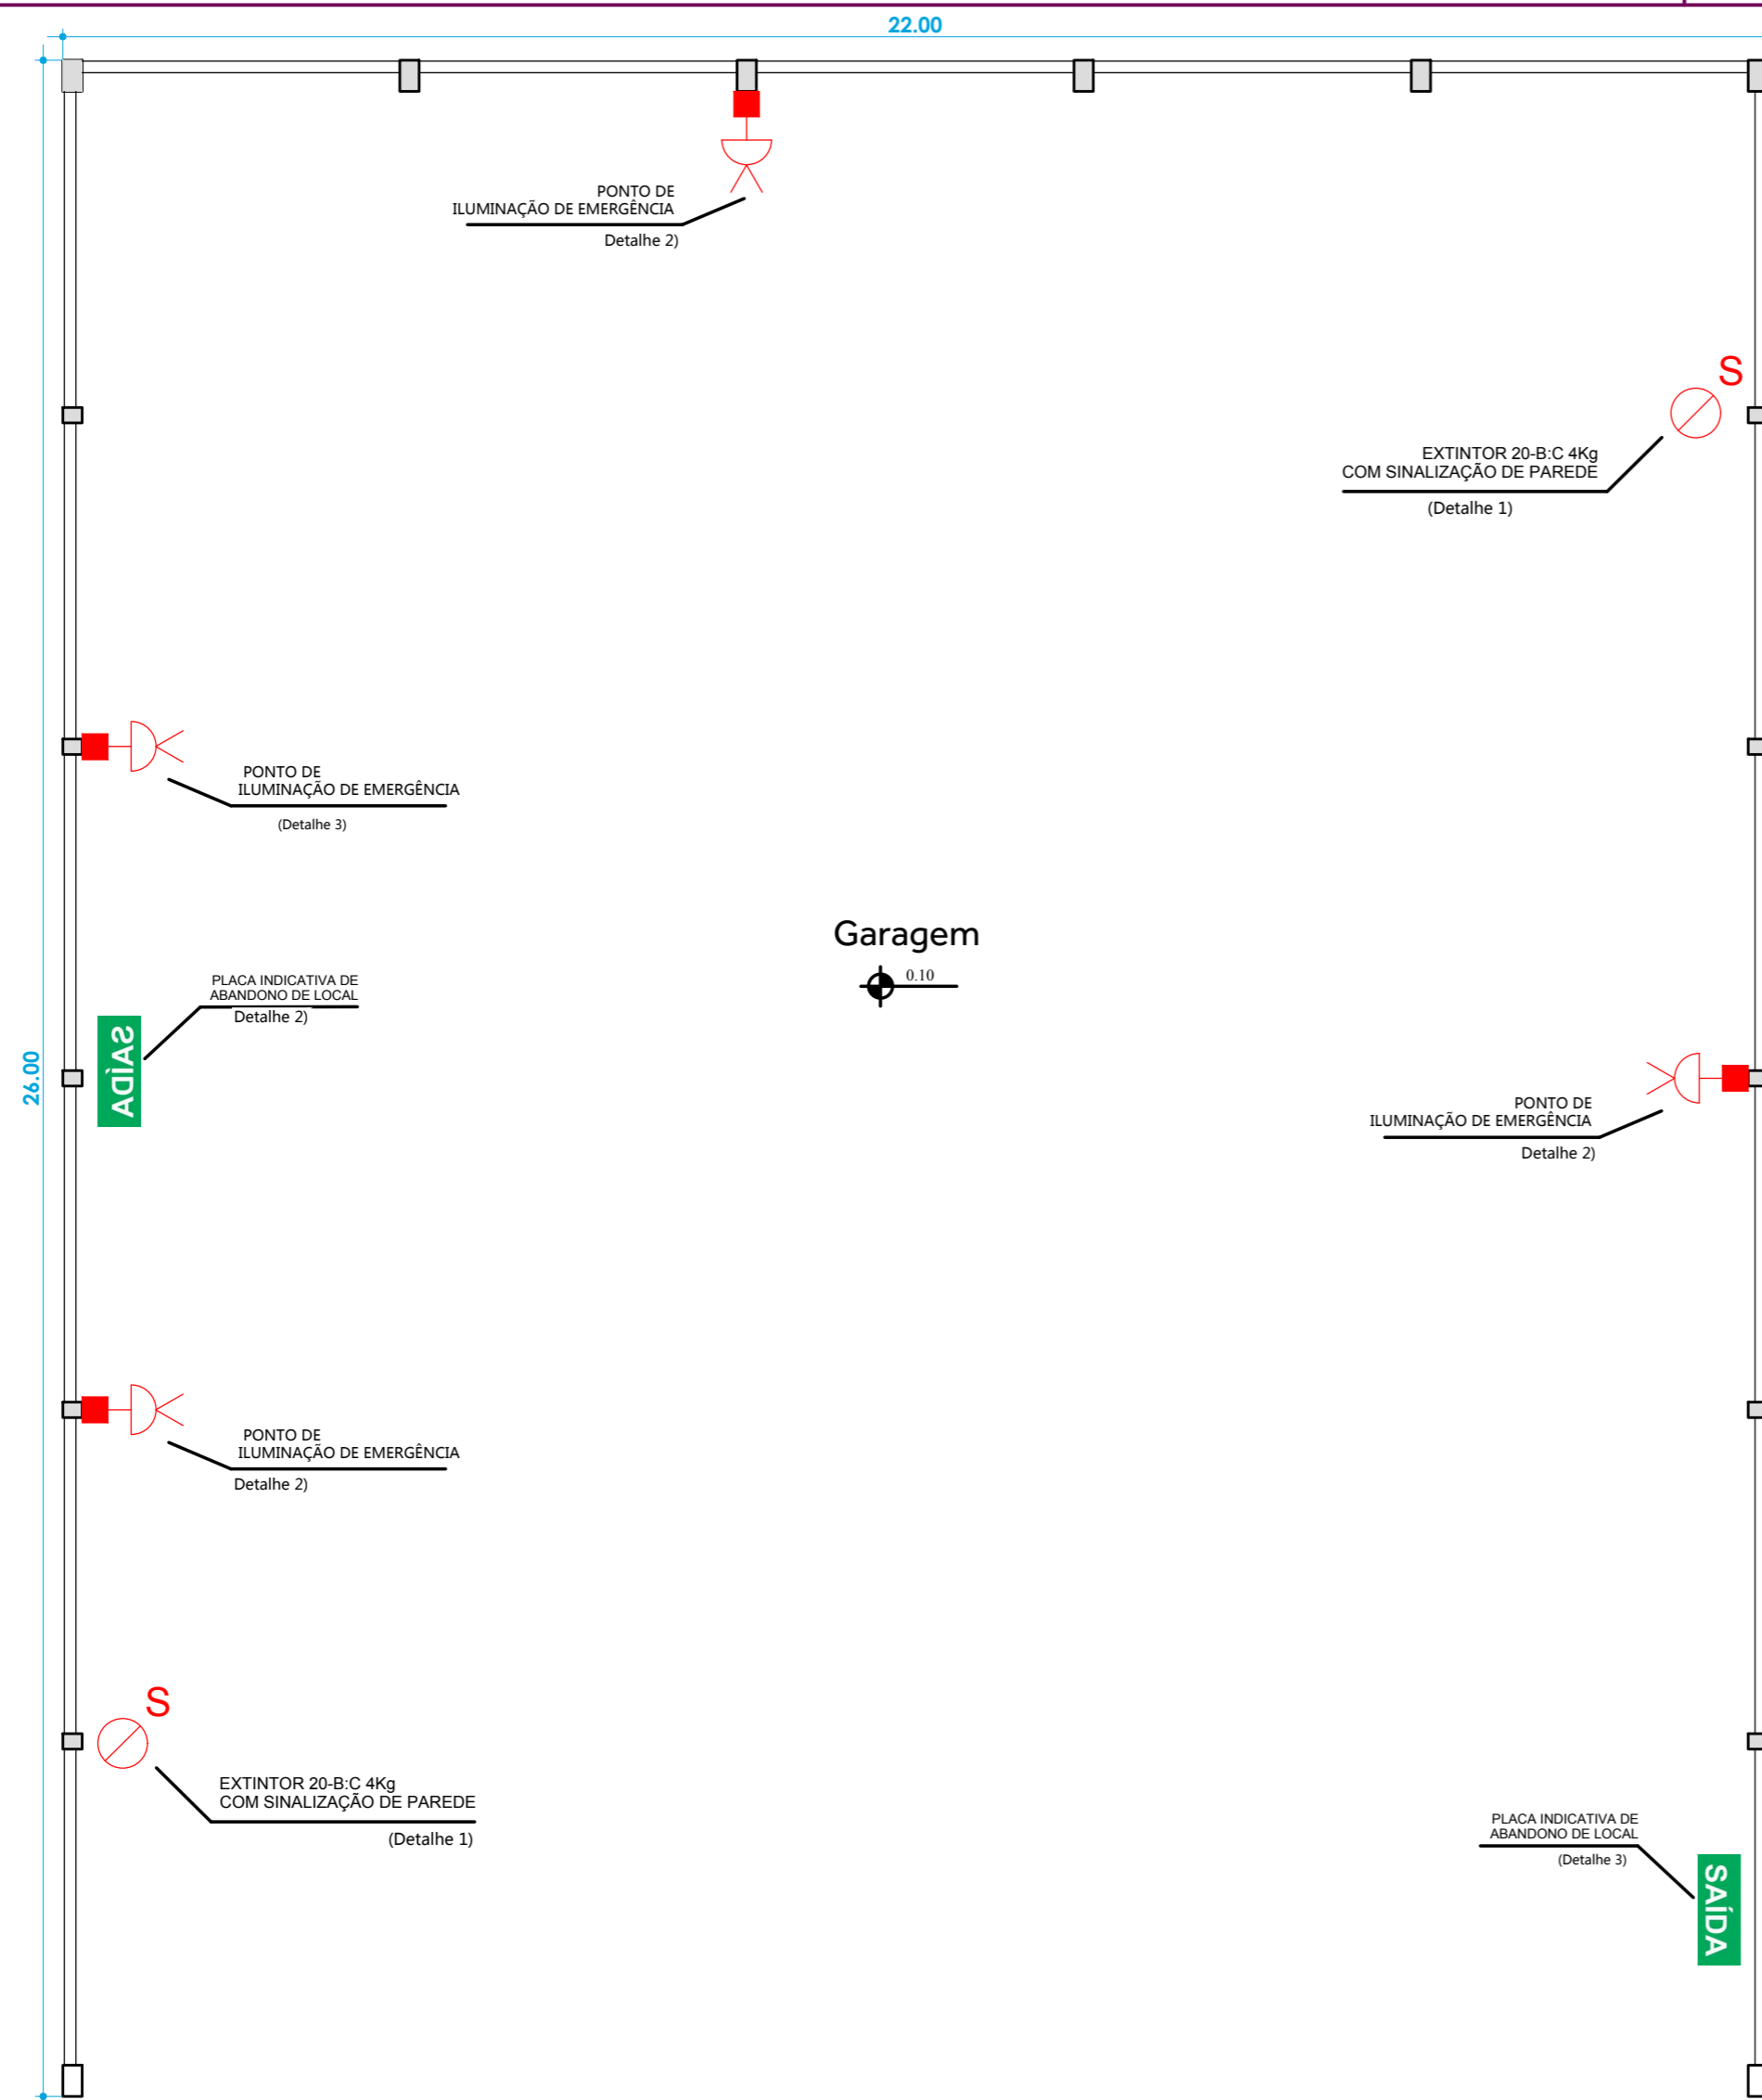 22.00
PONTO DE
ILUMINAÇÃO DE EMERGÊNCIA
Detalhe 2)
S
EXTINTOR 20-B:C 4Kg
COM SINALIZAÇÃO DE PAREDE
(Detalhe 1)
PONTO DE
ILUMINAÇÃO DE EMERGÊNCIA
(Detalhe 3)
Garagem
0.10
PLACA INDICATIVA DE
ABANDONO DE LOCAL
Detalhe 2)
SAÍDA
26.00
PONTO DE
ILUMINAÇÃO DE EMERGÊNCIA
Detalhe 2)
PONTO DE
ILUMINAÇÃO DE EMERGÊNCIA
Detalhe 2)
S
EXTINTOR 20-B:C 4Kg
COM SINALIZAÇÃO DE PAREDE
(Detalhe 1)
PLACA INDICATIVA DE
ABANDONO DE LOCAL
(Detalhe 3)
SAÍDA